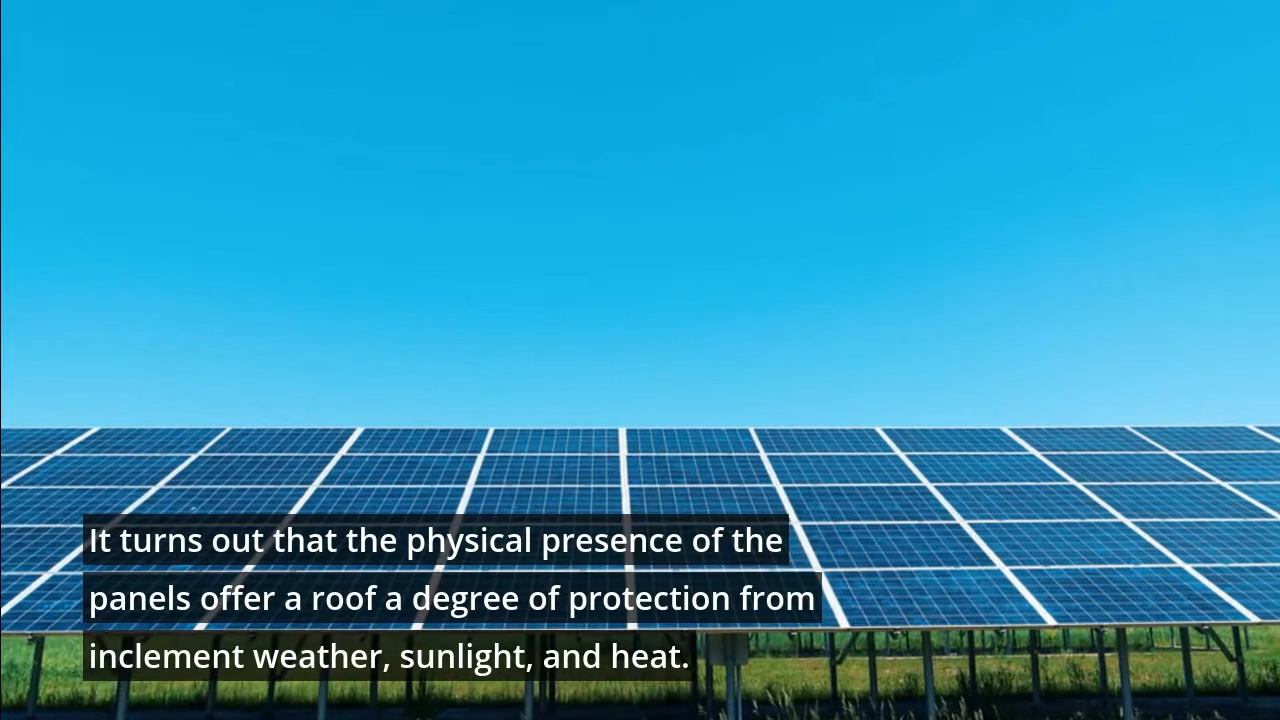 It turns out that the physical presence of the
panels offer a roof a degree of protection from
inclement weather, sunlight, and heat.